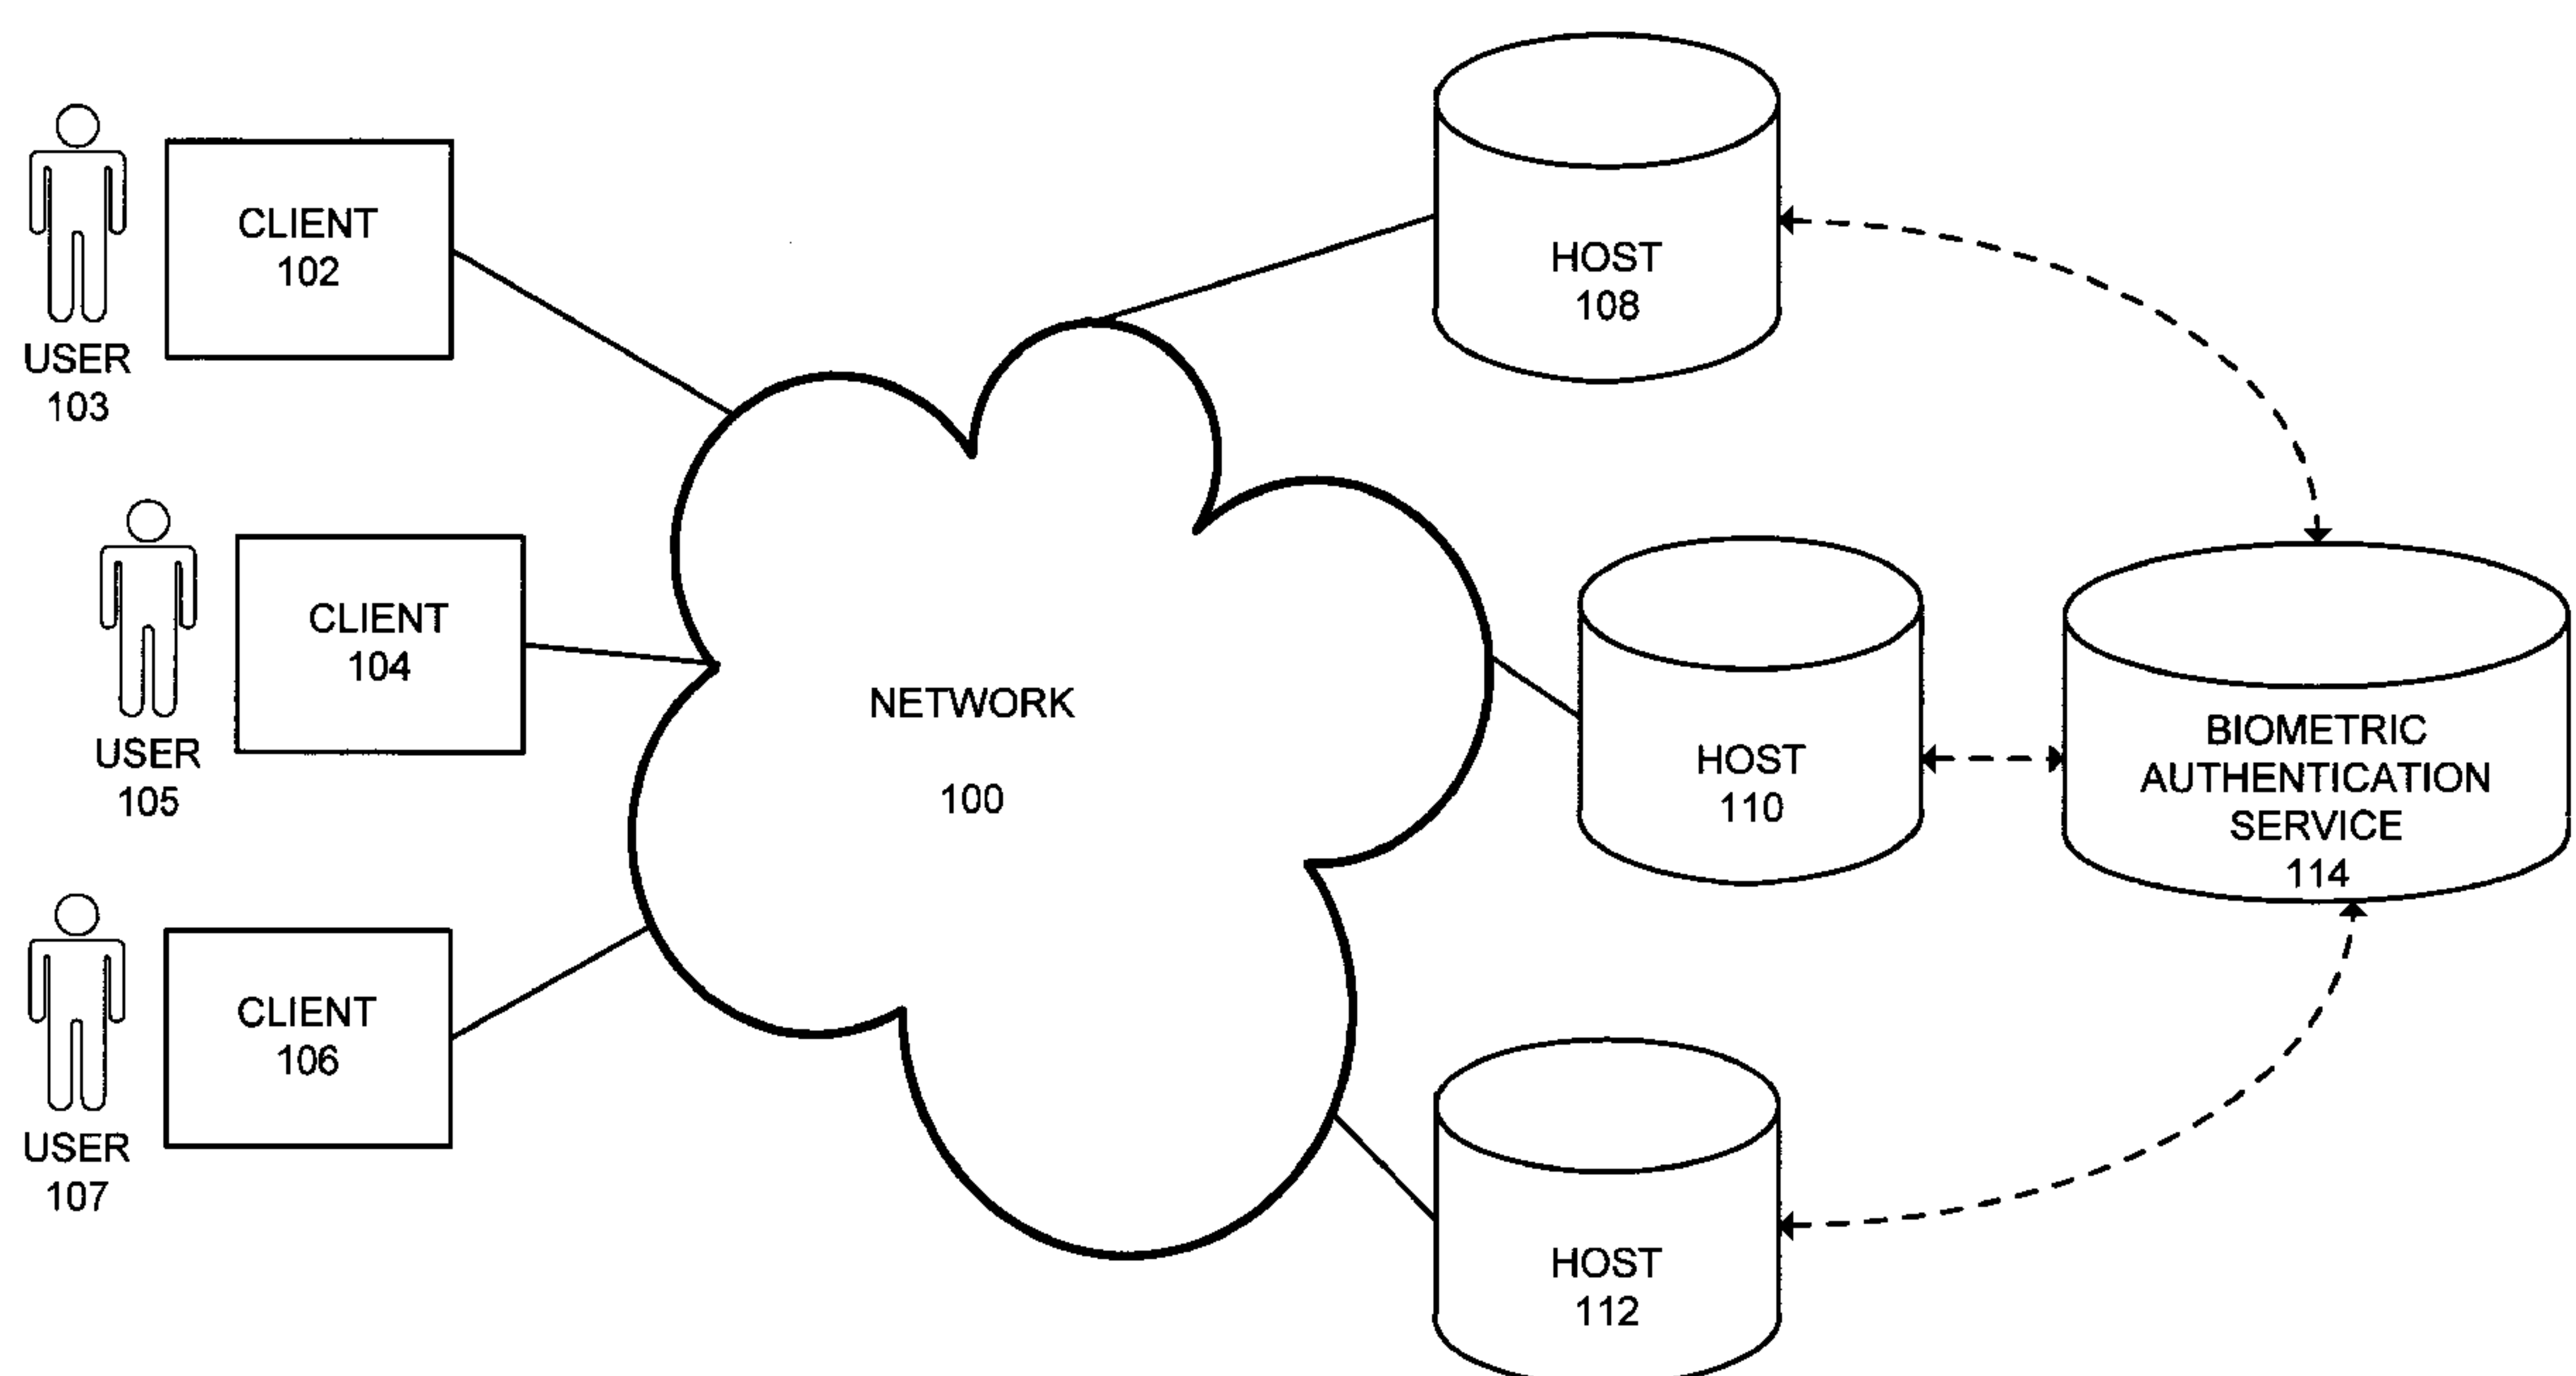 CLIENT
102
USER
103
CLIENT
104
USER
105
CLIENT
106
USER
107
NETWORK
100
HOST
108
HOST
110
HOST
112
BIOMETRIC
AUTHENTICATION
SERVICE
114